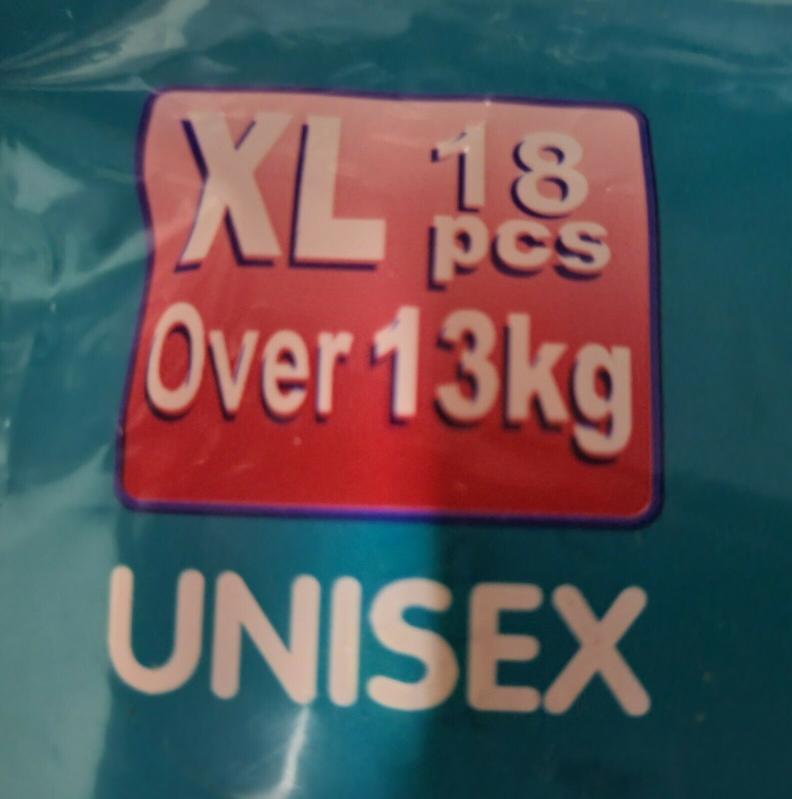 XL 18
pcs
Over 13kg
UNISEX